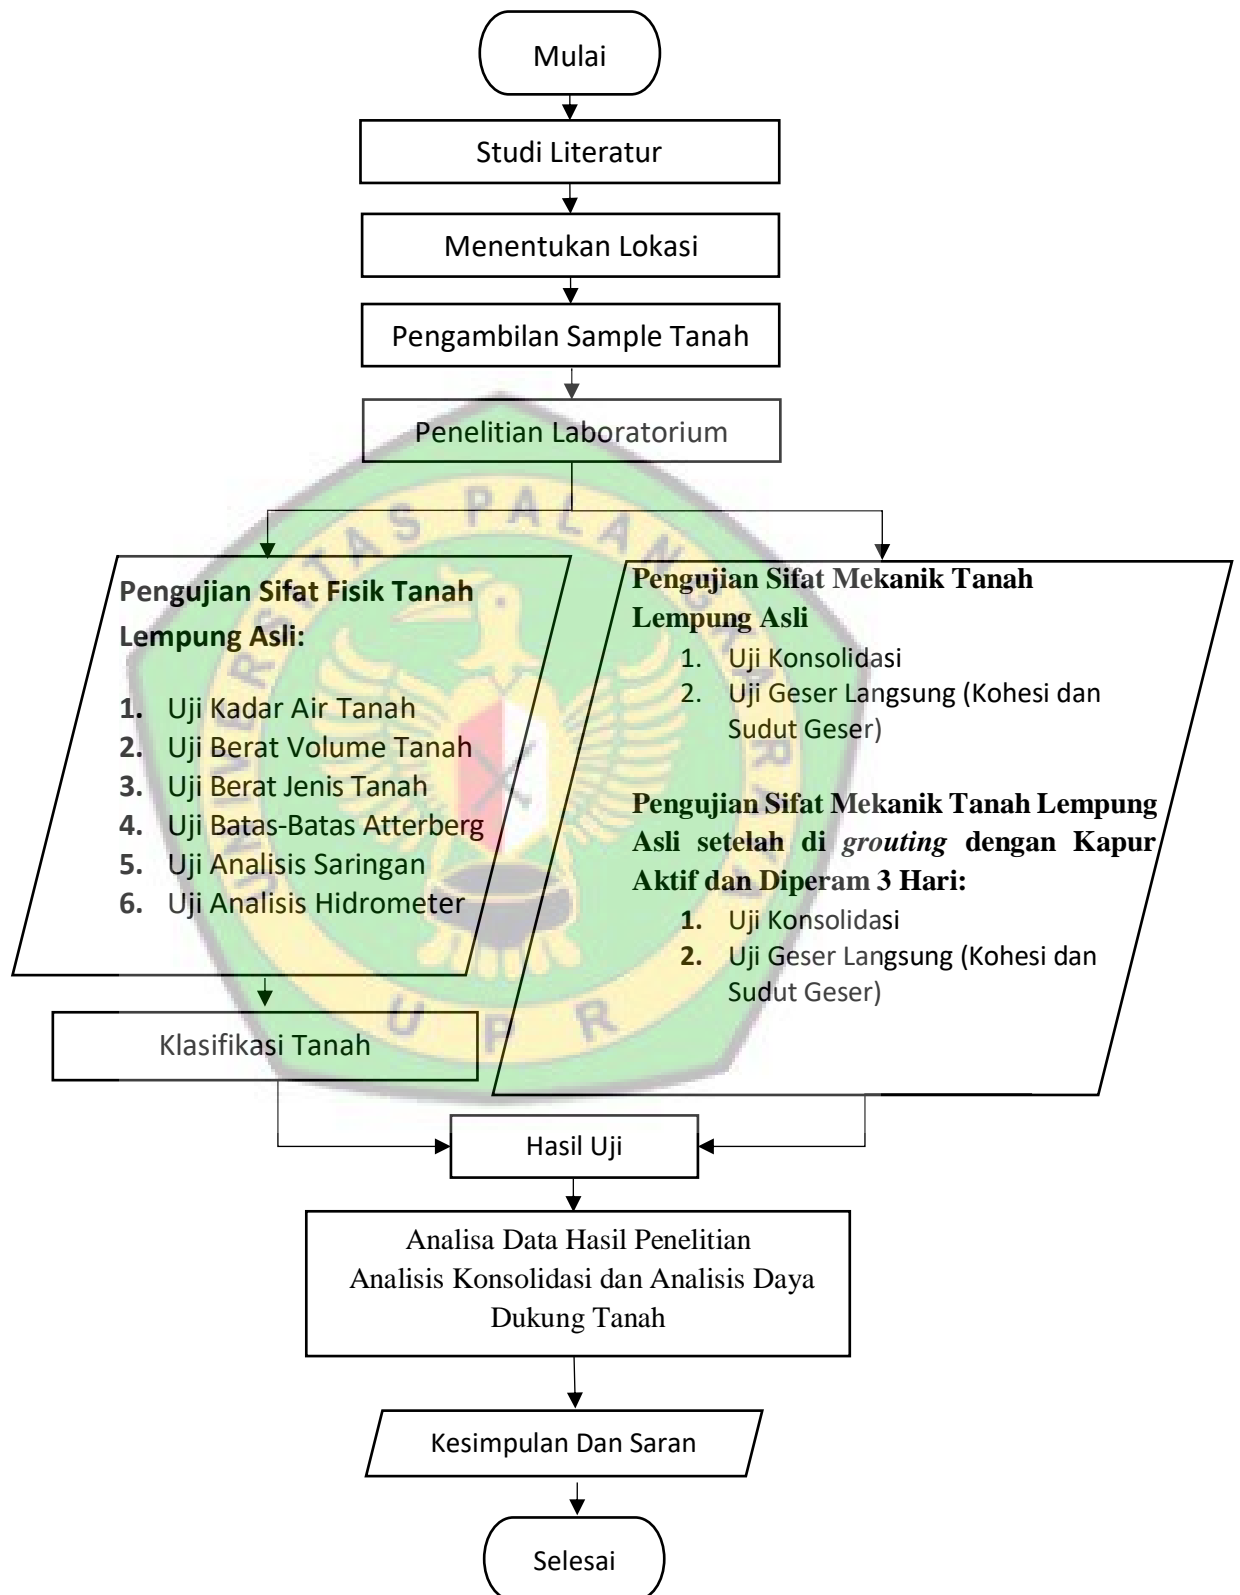 Mulai
Studi Literatur
Menentukan Lokasi
Pengambilan Sample Tanah
Penelitian Laboratorium
UNIVERSITAS PALANGKA RAYA
Pengujian Sifat Fisik Tanah
Lempung Asli:
1. Uji Kadar Air Tanah
2. Uji Berat Volume Tanah
3. Uji Berat Jenis Tanah
4. Uji Batas-Batas Atterberg
5. Uji Analisis Saringan
6. Uji Analisis Hidrometer
Pengujian Sifat Mekanik Tanah
Lempung Asli
1. Uji Konsolidasi
2. Uji Geser Langsung (Kohesi dan
Sudut Geser)
Pengujian Sifat Mekanik Tanah Lempung
Asli setelah di grouting dengan Kapur
Aktif dan Diperam 3 Hari:
1. Uji Konsolidasi
2. Uji Geser Langsung (Kohesi dan
Sudut Geser)
UPR
Klasifikasi Tanah
Hasil Uji
Analisa Data Hasil Penelitian
Analisis Konsolidasi dan Analisis Daya
Dukung Tanah
Kesimpulan Dan Saran
Selesai